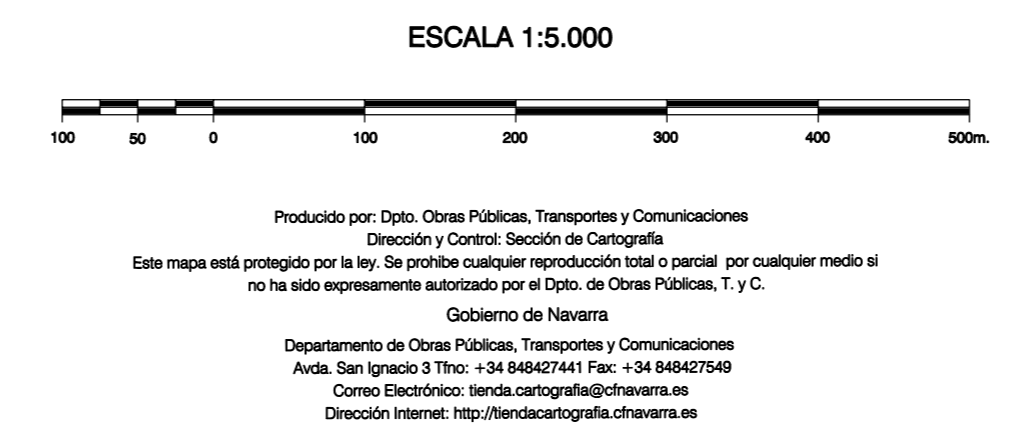 ESCALA 1:5.000
100 50 0 100 200 300 400 500m.
Producido por: Dpto. Obras Públicas, Transportes y Comunicaciones
Dirección y Control: Sección de Cartografía
Este mapa está protegido por la ley. Se prohibe cualquier reproducción total o parcial por cualquier medio si
no ha sido expresamente autorizado por el Dpto. de Obras Públicas, T. y C.
Gobierno de Navarra
Departamento de Obras Públicas, Transportes y Comunicaciones
Avda. San Ignacio 3 Tfno: +34 848427441 Fax: +34 848427549
Correo Electrónico: tienda.cartografia@cfnavarra.es
Dirección Internet: http://tiendacartografia.cfnavarra.es